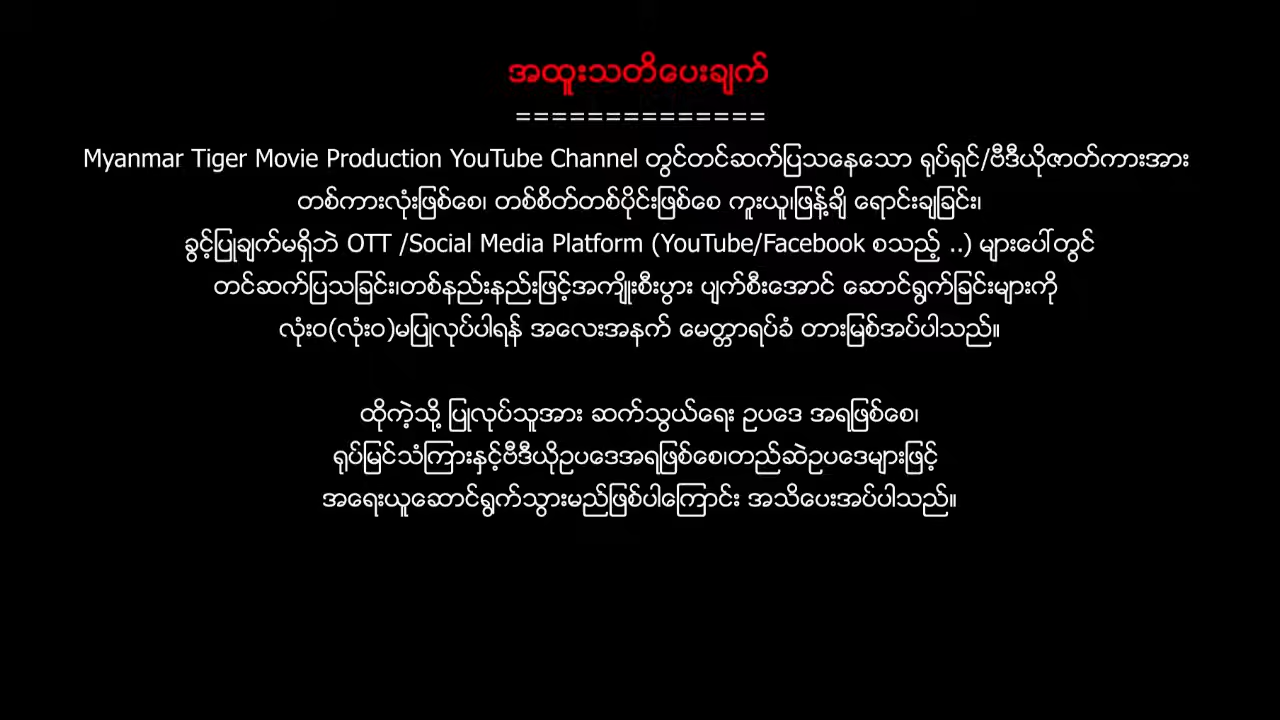 အထူးသတိပေးချက်
==============
Myanmar Tiger Movie Production YouTube Channel တွင်တင်ဆက်ပြသနေသော ရုပ်ရှင်/ဗီဒီယိုဇာတ်ကားအား
တစ်ကားလုံးဖြစ်စေ၊ တစ်စိတ်တစ်ပိုင်းဖြစ်စေ ကူးယူ၊ဖြန့်ချိ ရောင်းချခြင်း၊
ခွင့်ပြုချက်မရှိဘဲ OTT /Social Media Platform (YouTube/Facebook စသည့် ..) များပေါ်တွင်
တင်ဆက်ပြသခြင်း၊တစ်နည်းနည်းဖြင့်အကျိုးစီးပွား ပျက်စီးအောင် ဆောင်ရွက်ခြင်းများကို
လုံးဝ(လုံးဝ)မပြုလုပ်ပါရန် အလေးအနက် မေတ္တာရပ်ခံ တားမြစ်အပ်ပါသည်။
ထိုကဲ့သို့ ပြုလုပ်သူအား ဆက်သွယ်ရေး ဥပဒေ အရဖြစ်စေ၊
ရုပ်မြင်သံကြားနှင့်ဗီဒီယိုဥပဒေအရဖြစ်စေ၊တည်ဆဲဥပဒေများဖြင့်
အရေးယူဆောင်ရွက်သွားမည်ဖြစ်ပါကြောင်း အသိပေးအပ်ပါသည်။